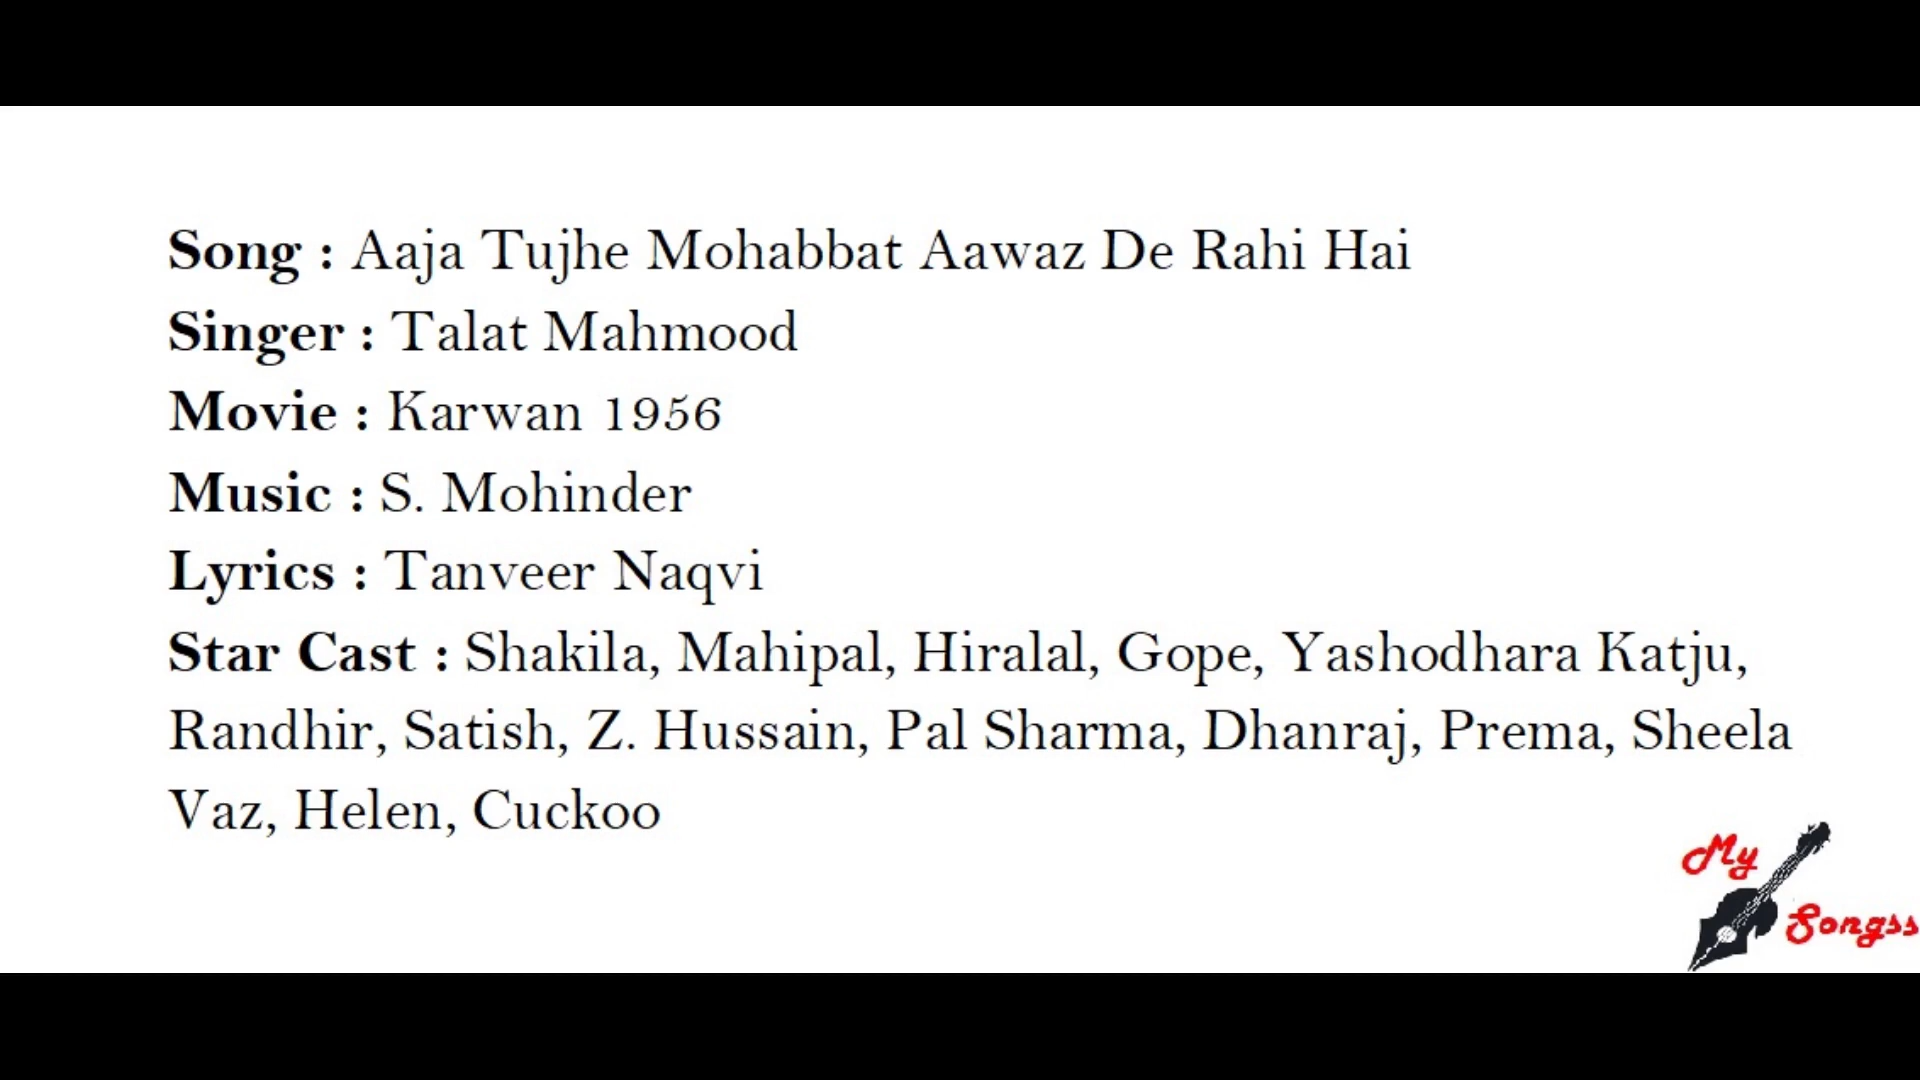 Song : Aaja Tujhe Mohabbat Aawaz De Rahi Hai
Singer : Talat Mahmood
Movie : Karwan 1956
Music : S. Mohinder
Lyrics : Tanveer Naqvi
Star Cast : Shakila, Mahipal, Hiralal, Gope, Yashodhara Katju,
Randhir, Satish, Z. Hussain, Pal Sharma, Dhanraj, Prema, Sheela
Vaz, Helen, Cuckoo
My
Songss